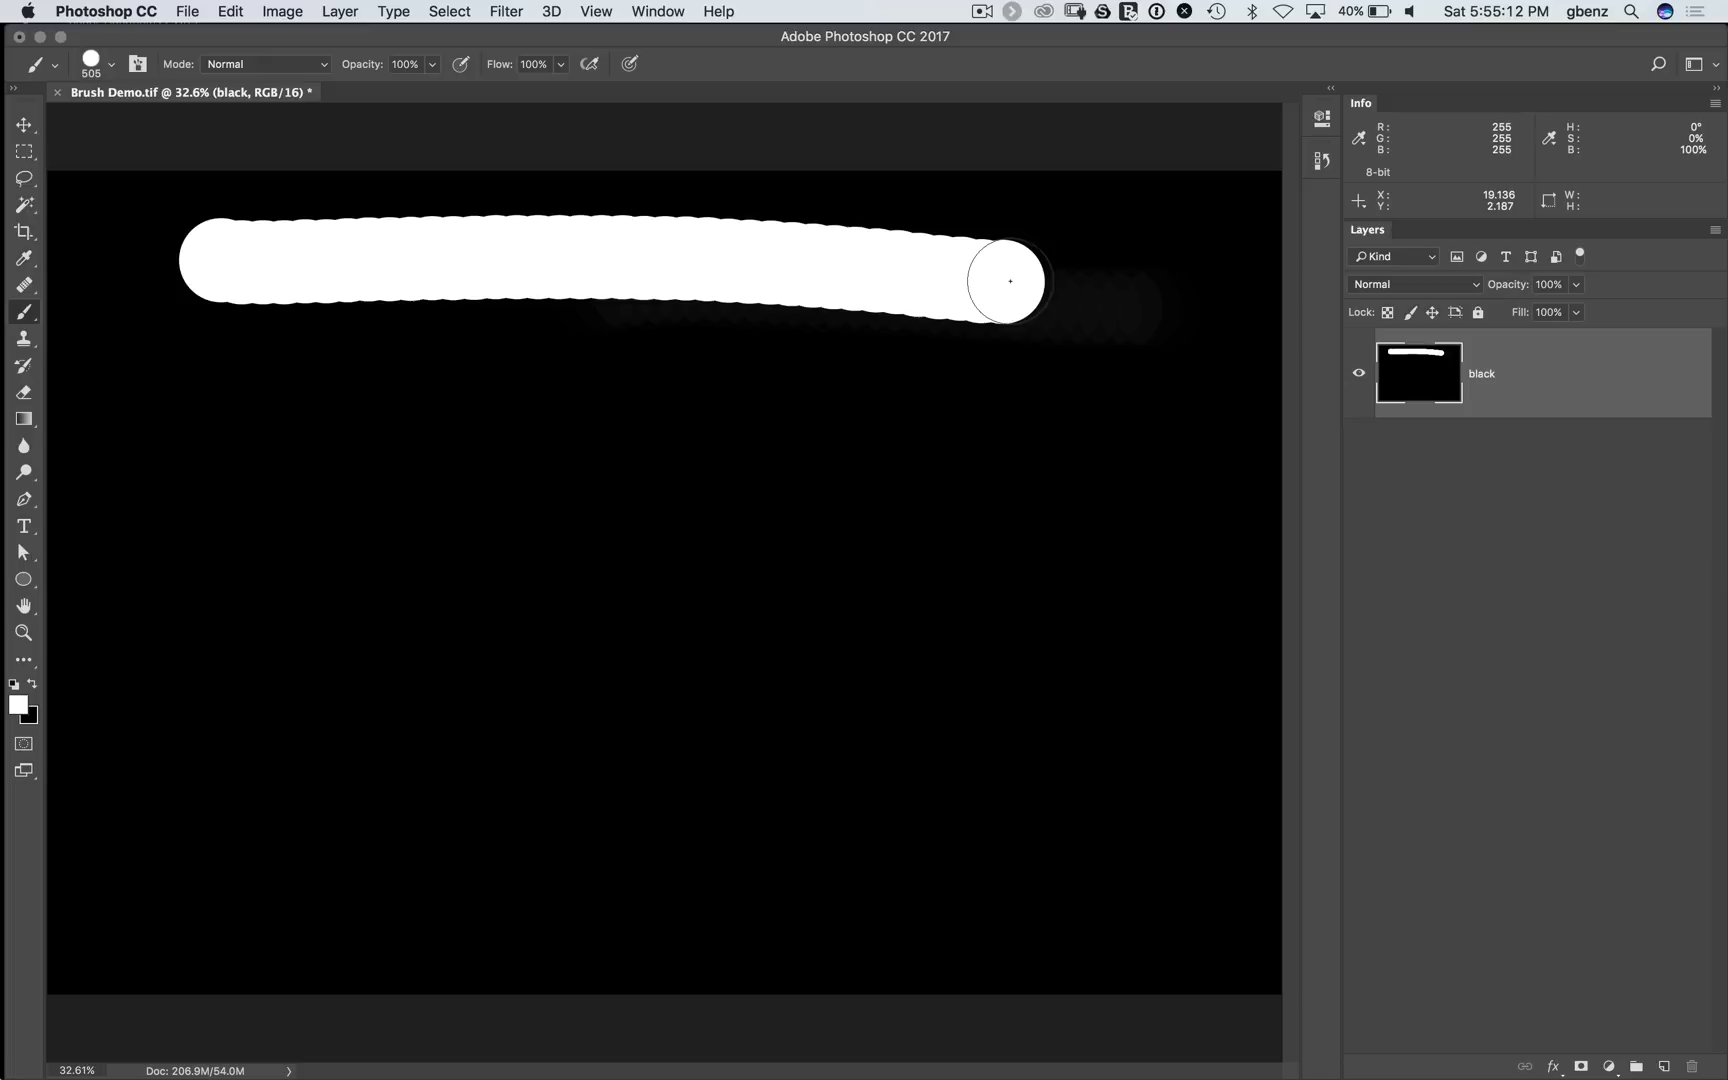 Photoshop CC File Edit Image Layer Type Select Filter 3D View Window Help 40% Sat 5:55:12 PM gbenz
Adobe Photoshop CC 2017
505 Mode: Normal Opacity: 100% Flow: 100%
Brush Demo.tif @ 32.6% (black, RGB/16) *
Info
R: 255 H: 0°
G: 255 S: 0%
B: 255 B: 100%
8-bit
X: 19.136 W:
Y: 2.187 H:
Layers
Kind
Normal Opacity: 100%
Lock: Fill: 100%
black
32.61% Doc: 206.9M/54.0M